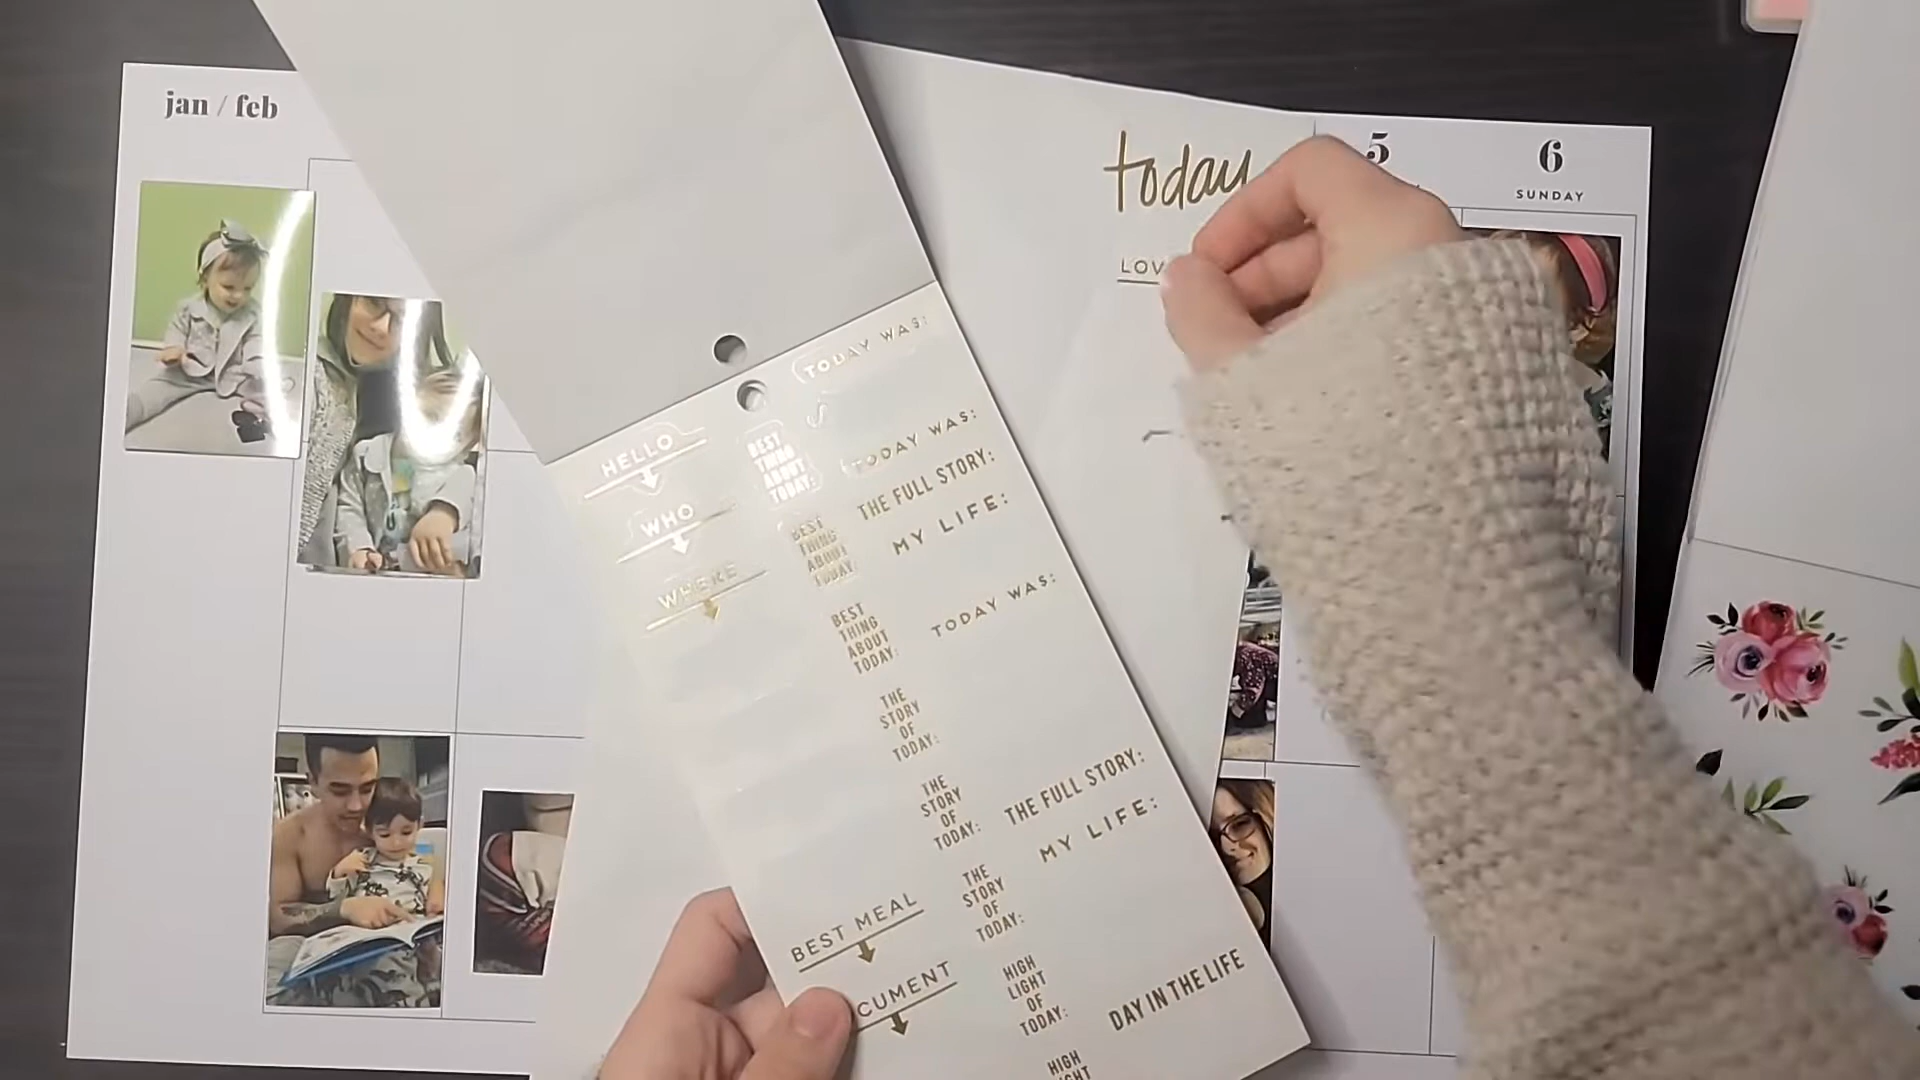 jan / feb
today
LOV
5
6
SUNDAY
TODAY WAS:
HELLO
BEST
THING
ABOUT
TODAY:
TODAY WAS:
THE FULL STORY:
MY LIFE:
WHO
BEST
THING
ABOUT
TODAY:
WHERE
BEST
THING
ABOUT
TODAY:
TODAY WAS:
THE
STORY
OF
TODAY:
THE
STORY
OF
TODAY:
THE FULL STORY:
MY LIFE:
THE
STORY
OF
TODAY:
BEST MEAL
CUMENT
HIGH
LIGHT
OF
TODAY:
DAY IN THE LIFE
HIGH